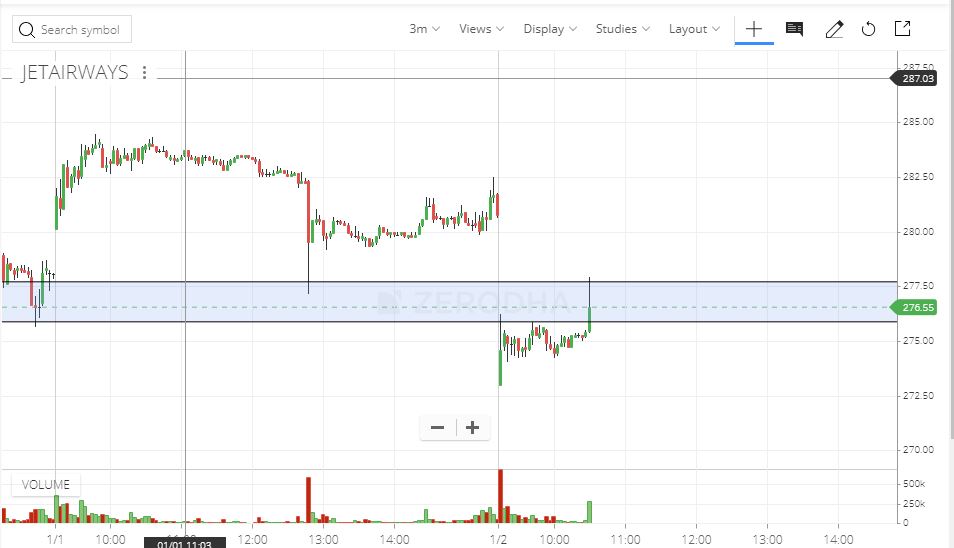 Search symbol 3m Views Display Studies Layout
JETAIRWAYS
287.50
287.03
285.00
282.50
280.00
277.50
ZERODHA
276.55
275.00
272.50
270.00
VOLUME
500k
250k
0
1/1 10:00 12:00 13:00 14:00 1/2 10:00 11:00 12:00 13:00 14:00
01/01 11:03